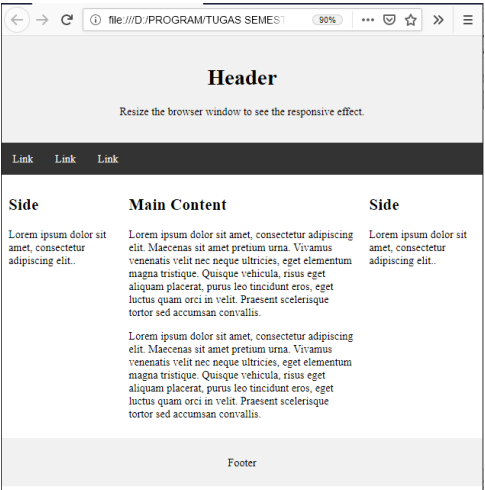 file:///D:/PROGRAM/TUGAS SEMEST
90%
Header
Resize the browser window to see the responsive effect.
Link Link Link
Side
Lorem ipsum dolor sit
amet, consectetur
adipiscing elit..
Main Content
Lorem ipsum dolor sit amet, consectetur adipiscing
elit. Maecenas sit amet pretium urna. Vivamus
venenatis velit nec neque ultricies, eget elementum
magna tristique. Quisque vehicula, risus eget
aliquam placerat, purus leo tincidunt eros, eget
luctus quam orci in velit. Praesent scelerisque
tortor sed accumsan convallis.
Lorem ipsum dolor sit amet, consectetur adipiscing
elit. Maecenas sit amet pretium urna. Vivamus
venenatis velit nec neque ultricies, eget elementum
magna tristique. Quisque vehicula, risus eget
aliquam placerat, purus leo tincidunt eros, eget
luctus quam orci in velit. Praesent scelerisque
tortor sed accumsan convallis.
Side
Lorem ipsum dolor sit
amet, consectetur
adipiscing elit..
Footer